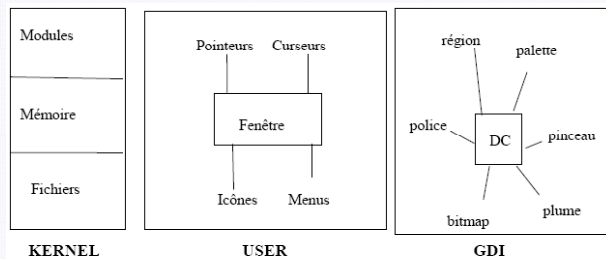 Modules
Mémoire
Fichiers
KERNEL
Pointeurs Curseurs
Fenêtre
Icônes Menus
USER
région
palette
police
DC
pinceau
bitmap
plume
GDI